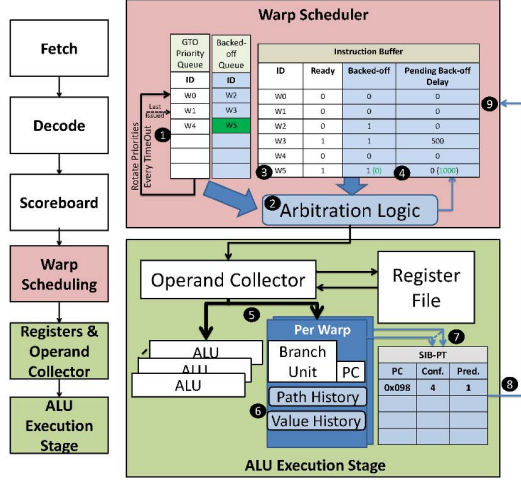 Fetch
Decode
Scoreboard
Warp
Scheduling
Registers &
Operand
Collector
ALU
Execution
Stage
Warp Scheduler
GTO
Priority
Queue
Backed-
off
Queue
ID
ID
W0
W2
W1
W3
W4
W5
Last
issued
Rotate Priorities
Every TimeOut
1
Instruction Buffer
ID Ready Backed-off Pending Back-off
Delay
W0 0 0 0
W1 0 0 0
W2 0 1 0
W3 1 1 500
W4 0 0 0
W5 1 1 (0) 0 (1000)
3
4
9
2
Arbitration Logic
Operand Collector
Register
File
5
ALU
ALU
ALU
Per Warp
Branch
Unit
PC
6
Path History
Value History
7
SIB-PT
PC Conf. Pred.
0x098 4 1
8
ALU Execution Stage